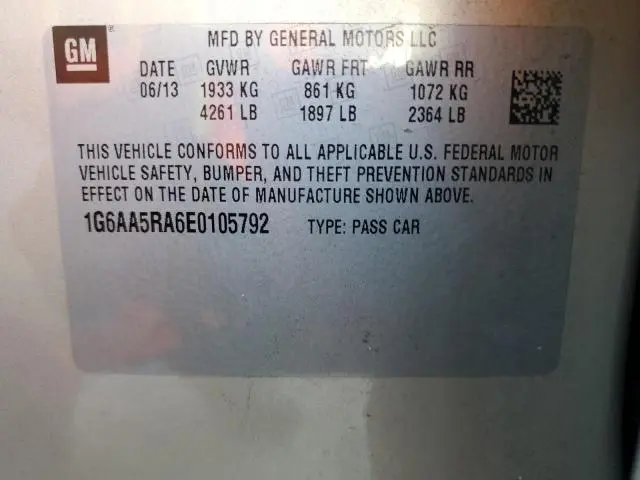 GM
MFD BY GENERAL MOTORS LLC
DATE GVWR GAWR FRT GAWR RR
06/13 1933 KG 861 KG 1072 KG
4261 LB 1897 LB 2364 LB
THIS VEHICLE CONFORMS TO ALL APPLICABLE U.S. FEDERAL MOTOR
VEHICLE SAFETY, BUMPER, AND THEFT PREVENTION STANDARDS IN
EFFECT ON THE DATE OF MANUFACTURE SHOWN ABOVE.
1G6AA5RA6E0105792 TYPE: PASS CAR